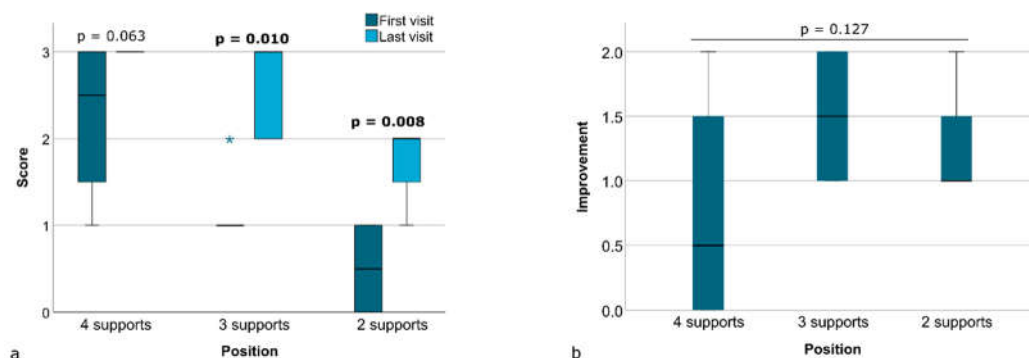 First visit
Last visit
p = 0.063
p = 0.010
p = 0.008
3
2
1
0
Score
4 supports
3 supports
2 supports
Position
a
p = 0.127
2.0
1.5
1.0
0.5
0.0
Improvement
4 supports
3 supports
2 supports
Position
b